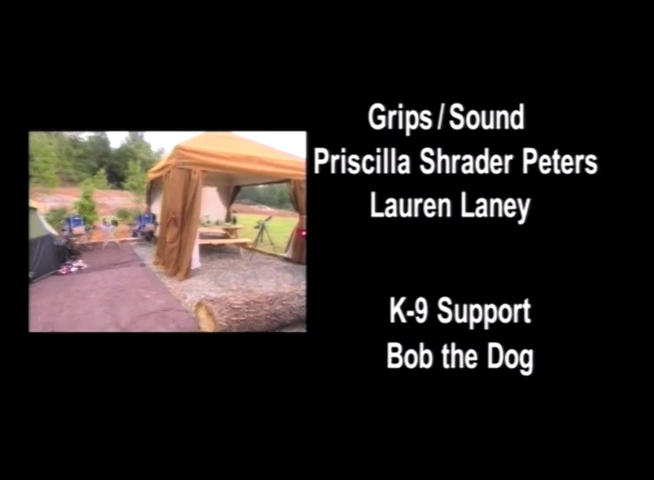 Grips / Sound
Priscilla Shrader Peters
Lauren Laney
K-9 Support
Bob the Dog